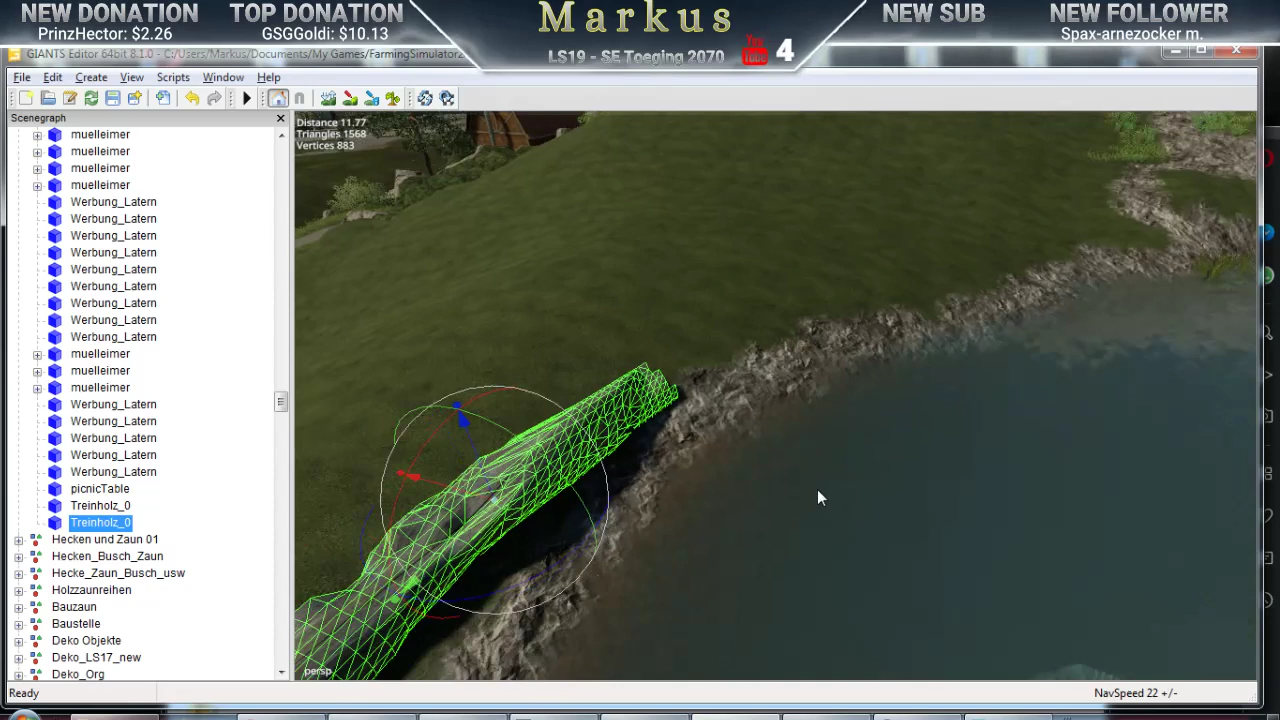 NEW DONATION
PrinzHector: $2.26
TOP DONATION
GSGGoldi: $10.13
Markus
LS19 - SE Toeging 2070
You
Tube
4
NEW SUB
NEW FOLLOWER
Spax-arnezocker m.
GIANTS Editor 64bit 8.1.0 - C:/Users/Markus/Documents/My Games/FarmingSimulator
File Edit Create View Scripts Window Help
Scenegraph
muelleimer
muelleimer
muelleimer
muelleimer
Werbung_Latern
Werbung_Latern
Werbung_Latern
Werbung_Latern
Werbung_Latern
Werbung_Latern
Werbung_Latern
Werbung_Latern
Werbung_Latern
muelleimer
muelleimer
muelleimer
Werbung_Latern
Werbung_Latern
Werbung_Latern
Werbung_Latern
Werbung_Latern
picnicTable
Treinholz_0
Treinholz_0
Hecken und Zaun 01
Hecken_Busch_Zaun
Hecke_Zaun_Busch_usw
Holzzaunreihen
Bauzaun
Baustelle
Deko Objekte
Deko_LS17_new
Deko_Org
Distance 11.77
Triangles 1568
Vertices 883
persp
Ready
NavSpeed 22 +/-